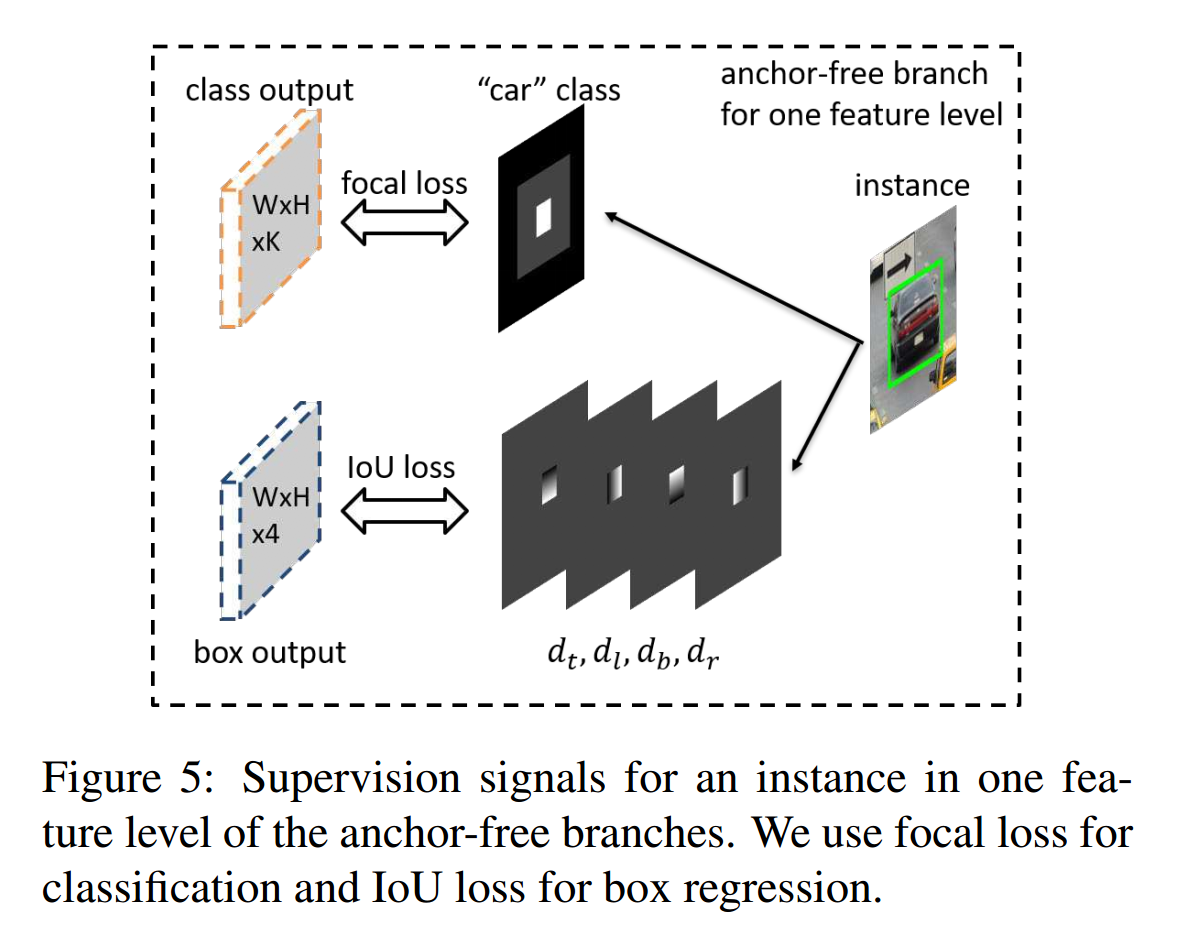 class output
"car" class
anchor-free branch
for one feature level
focal loss
WxH
xK
instance
IoU loss
WxH
x4
box output
d_t, d_l, d_b, d_r
Figure 5: Supervision signals for an instance in one fea-
ture level of the anchor-free branches. We use focal loss for
classification and IoU loss for box regression.